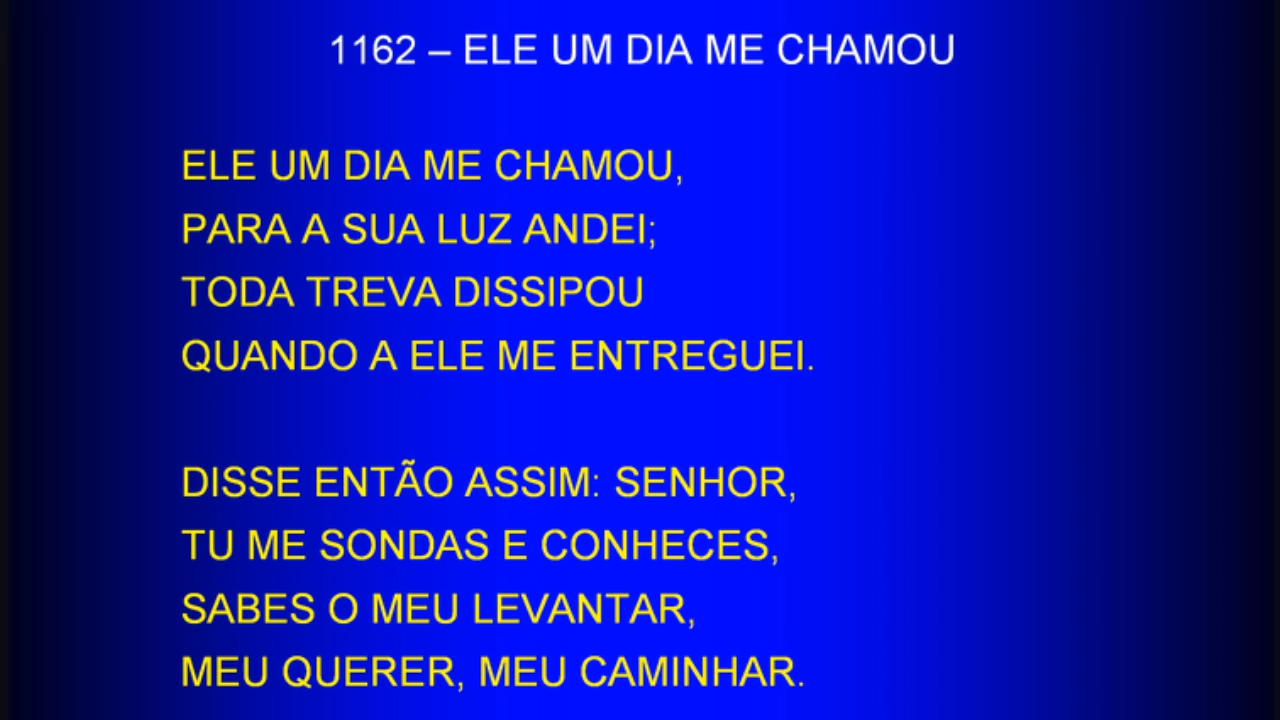 1162 – ELE UM DIA ME CHAMOU
ELE UM DIA ME CHAMOU,
PARA A SUA LUZ ANDEI;
TODA TREVA DISSIPOU
QUANDO A ELE ME ENTREGUEI.
DISSE ENTÃO ASSIM: SENHOR,
TU ME SONDAS E CONHECES,
SABES O MEU LEVANTAR,
MEU QUERER, MEU CAMINHAR.